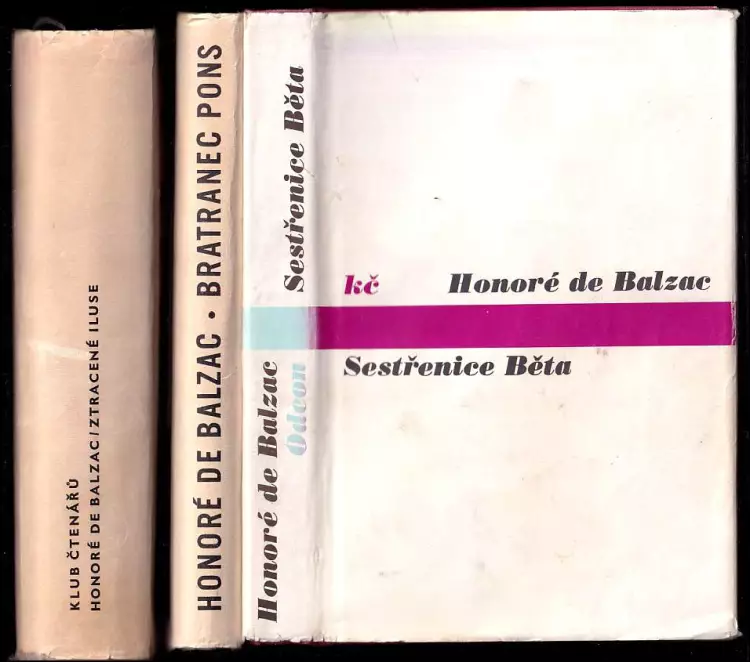 KLUB ČTENÁŘŮ
HONORÉ DE BALZAC/ZTRACENÉ ILUSE
HONORÉ DE BALZAC • BRATRANEC PONS
Honoré de Balzac Sestřenice Běta
Odeon
kč Honoré de Balzac
Sestřenice Běta